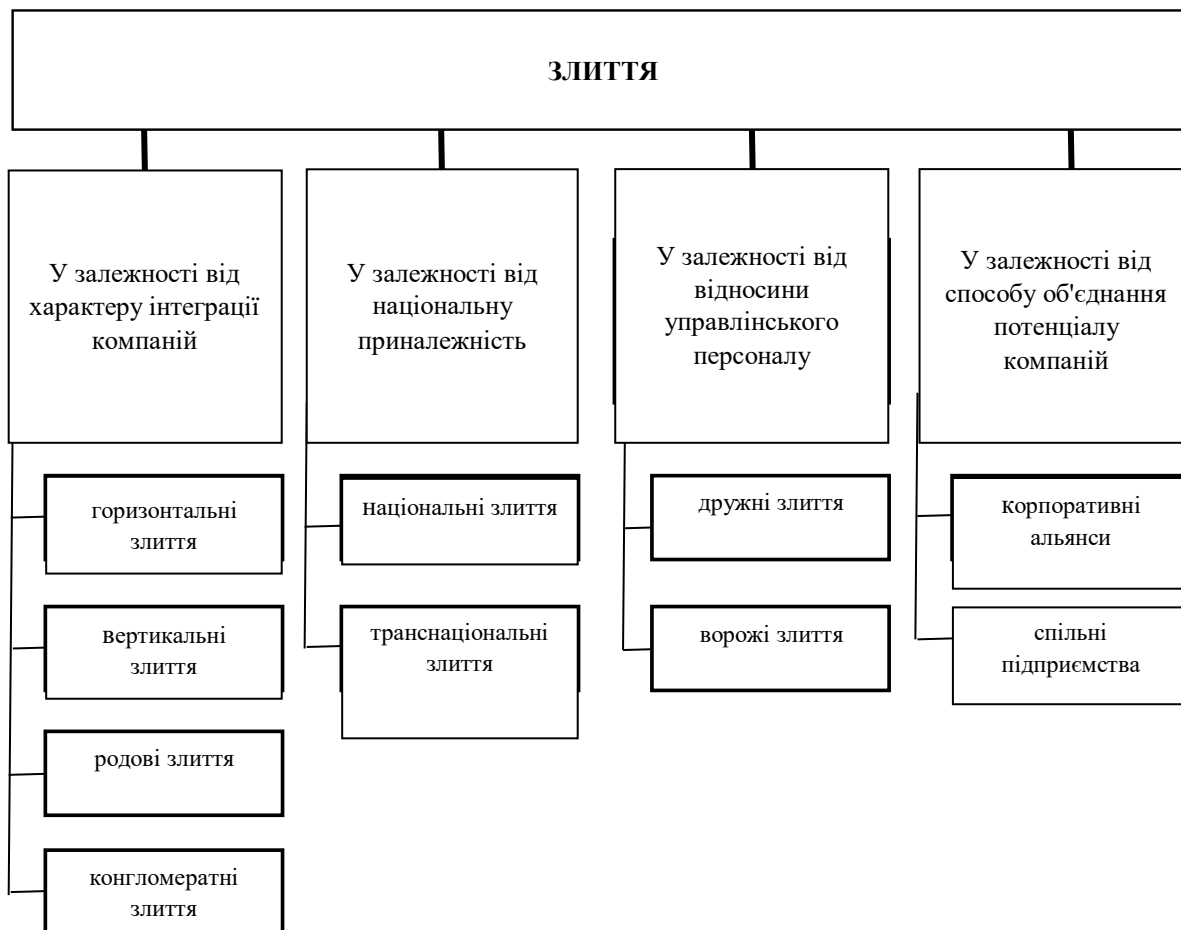 ЗЛИТТЯ
У залежності від
характеру інтеграції
компаній
У залежності від
національну
приналежність
У залежності від
відносини
управлінського
персоналу
У залежності від
способу об'єднання
потенціалу
компаній
горизонтальні
злиття
вертикальні
злиття
родові злиття
конгломератні
злиття
національні злиття
транснаціональні
злиття
дружні злиття
ворожі злиття
корпоративні
альянси
спільні
підприємства